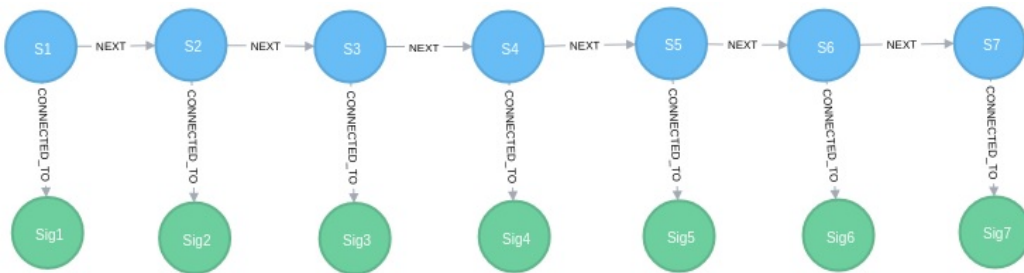 S1 NEXT S2 NEXT S3 NEXT S4 NEXT S5 NEXT S6 NEXT S7
CONNECTED_TO CONNECTED_TO CONNECTED_TO CONNECTED_TO CONNECTED_TO CONNECTED_TO CONNECTED_TO
Sig1 Sig2 Sig3 Sig4 Sig5 Sig6 Sig7